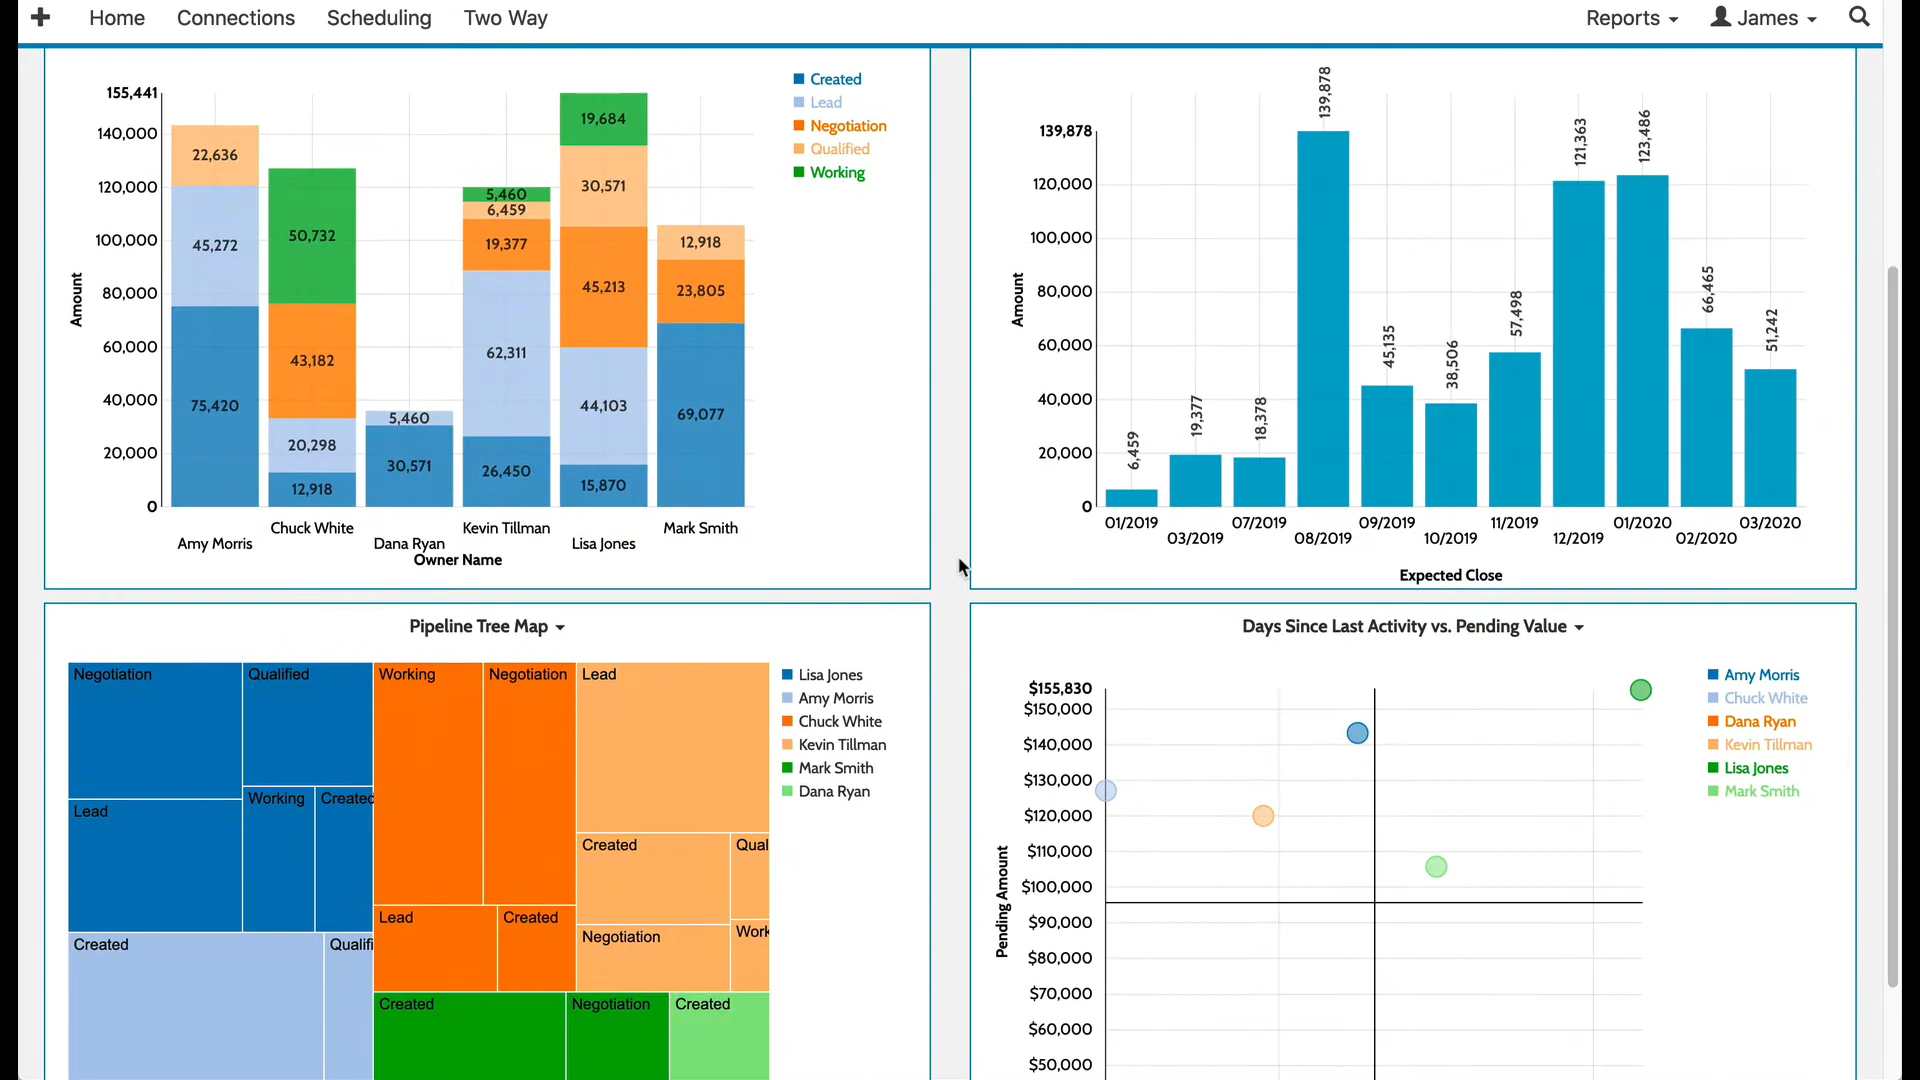 + Home Connections Scheduling Two Way Reports James
155,441
140,000
120,000
100,000
80,000
60,000
40,000
20,000
0
Amount
22,636
45,272
75,420
50,732
43,182
20,298
12,918
5,460
30,571
5,460
6,459
19,377
62,311
26,450
19,684
30,571
45,213
44,103
15,870
12,918
23,805
69,077
Amy Morris
Chuck White
Dana Ryan
Kevin Tillman
Lisa Jones
Mark Smith
Owner Name
Created
Lead
Negotiation
Qualified
Working
139,878
120,000
100,000
80,000
60,000
40,000
20,000
0
Amount
6,459
19,377
18,378
139,878
45,135
38,506
57,498
121,363
123,486
66,465
51,242
01/2019
03/2019
07/2019
08/2019
09/2019
10/2019
11/2019
12/2019
01/2020
02/2020
03/2020
Expected Close
Pipeline Tree Map
Negotiation
Qualified
Lead
Working
Created
Created
Qualifi
Working
Negotiation
Lead
Created
Lead
Created
Qual
Negotiation
Work
Created
Negotiation
Created
Lisa Jones
Amy Morris
Chuck White
Kevin Tillman
Mark Smith
Dana Ryan
Days Since Last Activity vs. Pending Value
$155,830
$150,000
$140,000
$130,000
$120,000
$110,000
$100,000
$90,000
$80,000
$70,000
$60,000
$50,000
Pending Amount
Amy Morris
Chuck White
Dana Ryan
Kevin Tillman
Lisa Jones
Mark Smith